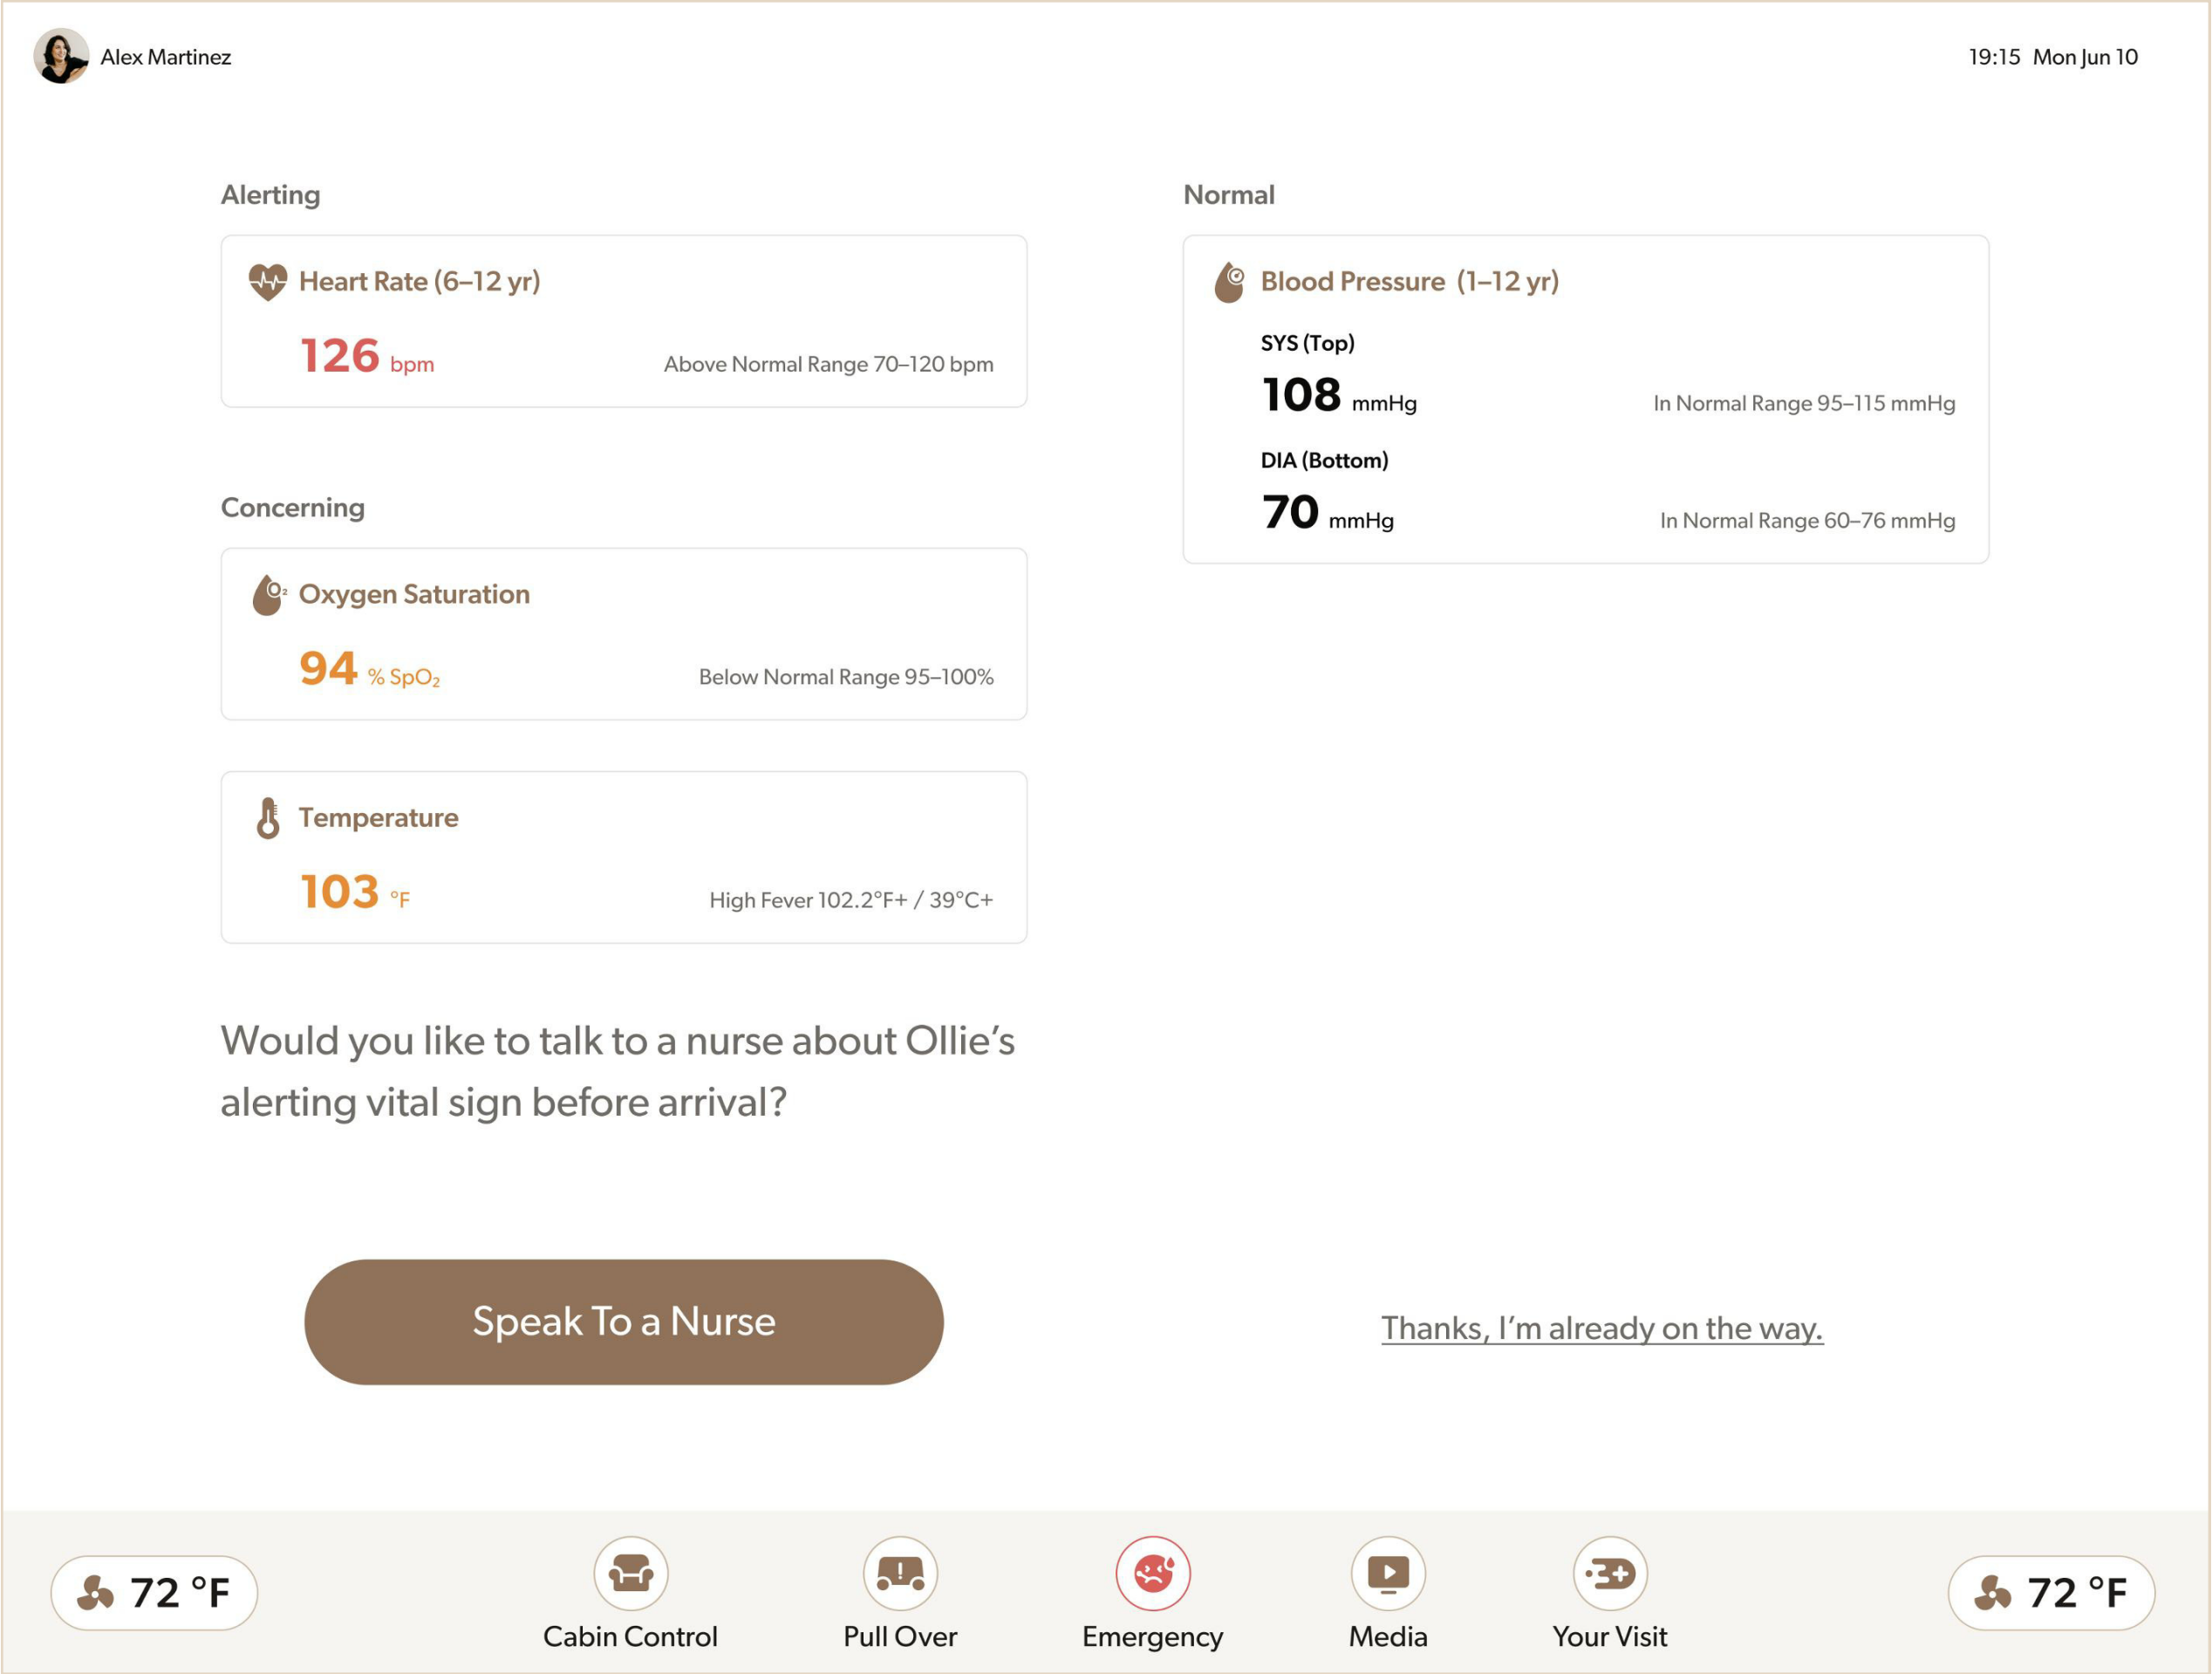 Alex Martinez
19:15 Mon Jun 10
Alerting
Heart Rate (6–12 yr)
126 bpm
Above Normal Range 70–120 bpm
Concerning
O₂
Oxygen Saturation
94 % SpO₂
Below Normal Range 95–100%
Temperature
103 °F
High Fever 102.2°F+ / 39°C+
Normal
Blood Pressure (1–12 yr)
SYS (Top)
108 mmHg
In Normal Range 95–115 mmHg
DIA (Bottom)
70 mmHg
In Normal Range 60–76 mmHg
Would you like to talk to a nurse about Ollie’s
alerting vital sign before arrival?
Speak To a Nurse
Thanks, I’m already on the way.
72 °F
Cabin Control
Pull Over
Emergency
Media
Your Visit
72 °F